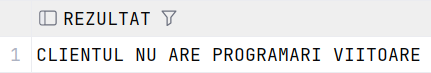 REZULTAT
1 CLIENTUL NU ARE PROGRAMARI VIITOARE